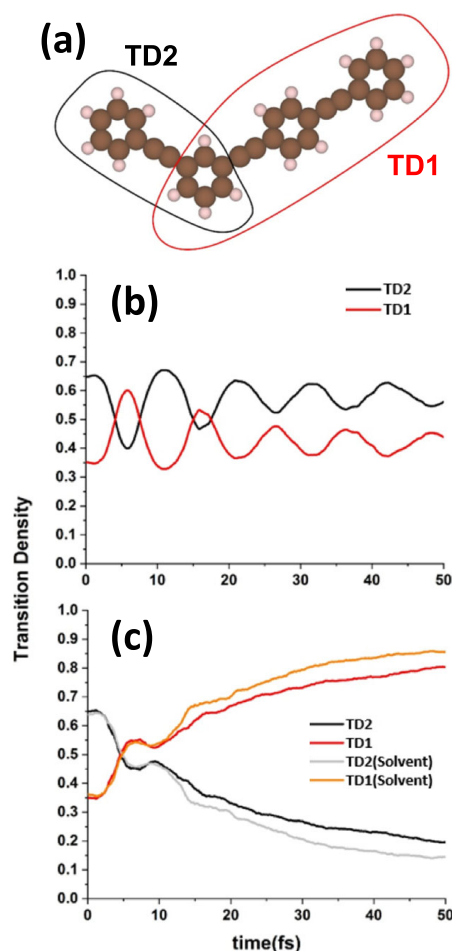 (a)
TD2
TD1
(b)
TD2
TD1
1.0
0.9
0.8
0.7
0.6
0.5
0.4
0.3
0.2
0.1
0.0
0 10 20 30 40 50
Transition Density
(c)
TD2
TD1
TD2(Solvent)
TD1(Solvent)
1.0
0.9
0.8
0.7
0.6
0.5
0.4
0.3
0.2
0.1
0.0
0 10 20 30 40 50
time(fs)